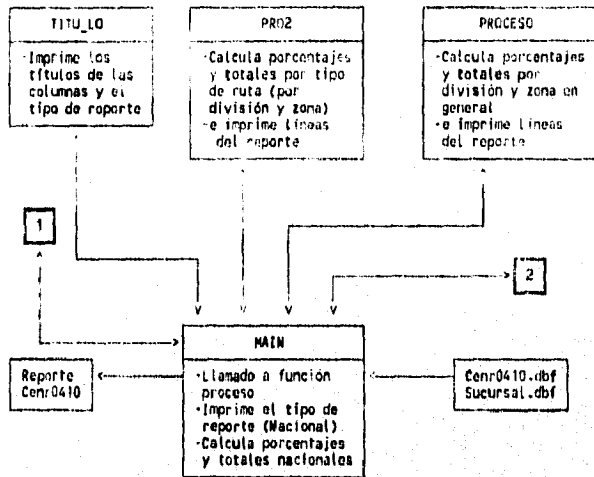 TITU_LO
-Imprime los
títulos de las
columnas y el
tipo de reporte
PRO2
-Calcula porcentajes
y totales por tipo
de ruta (por
división y zona)
-e imprime líneas
del reporte
PROCESO
-Calcula porcentajes
y totales por
división y zona en
general
-e imprime líneas
del reporte
1
2
MAIN
-Llamado a función
proceso
-Imprime el tipo de
reporte (Nacional)
-Calcula porcentajes
y totales nacionales
Reporte
Cenr0410
Cenr0410.dbf
Sucursal.dbf